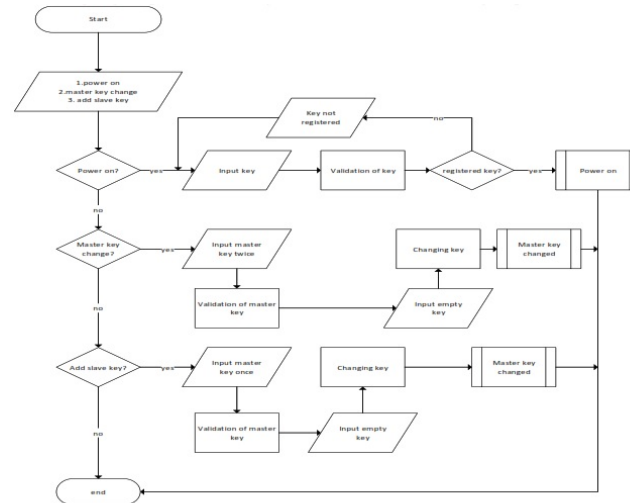 Start
1.power on
2.master key change
3. add slave key
Key not
registered
no
Power on?
yes
Input key
Validation of key
registered key?
yes
Power on
no
Master key
change?
yes
Input master
key twice
Changing key
Master key
changed
Validation of master
key
Input empty
key
no
Add slave key?
yes
Input master
key once
Changing key
Master key
changed
Validation of master
key
Input empty
key
no
end